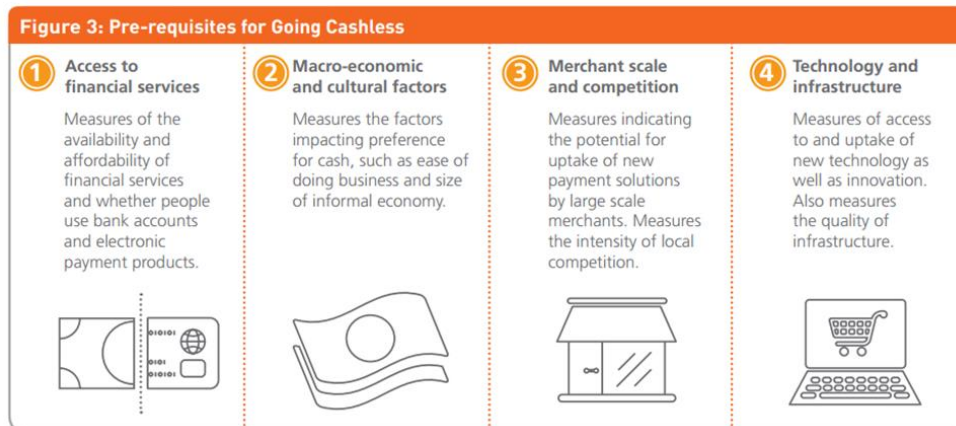 Figure 3: Pre-requisites for Going Cashless
1
Access to
financial services
Measures of the
availability and
affordability of
financial services
and whether people
use bank accounts
and electronic
payment products.
010101
010
010101
2
Macro-economic
and cultural factors
Measures the factors
impacting preference
for cash, such as ease of
doing business and size
of informal economy.
3
Merchant scale
and competition
Measures indicating
the potential for
uptake of new
payment solutions
by large scale
merchants. Measures
the intensity of local
competition.
4
Technology and
infrastructure
Measures of access
to and uptake of
new technology as
well as innovation.
Also measures
the quality of
infrastructure.